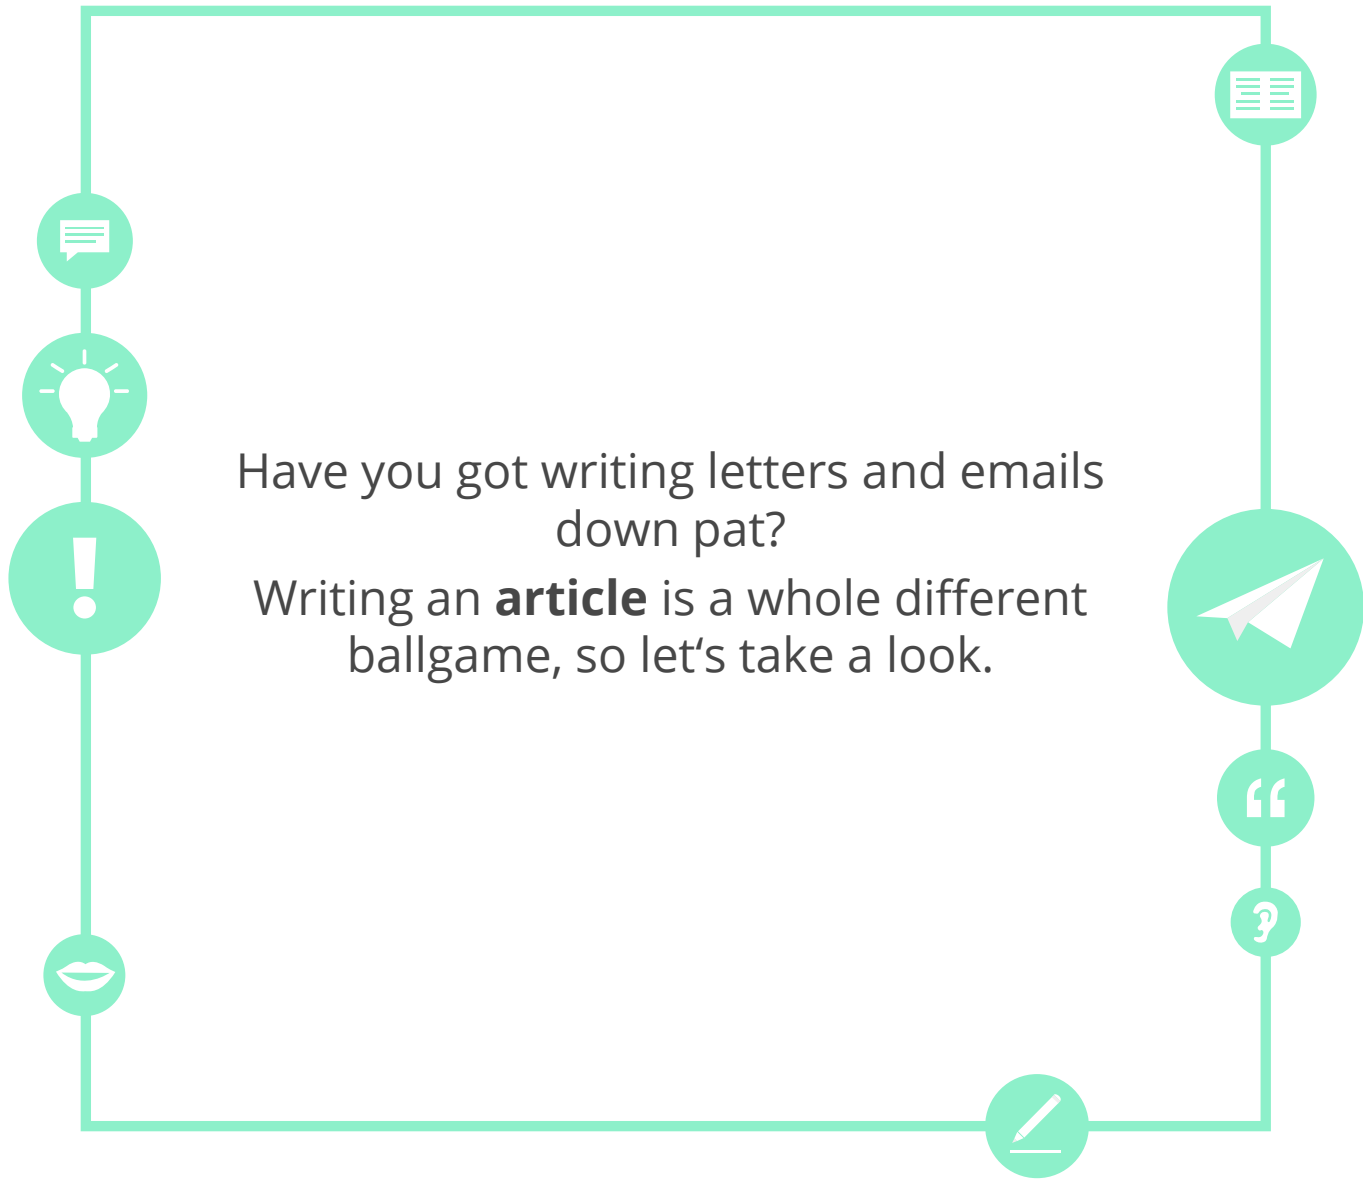 Have you got writing letters and emails
down pat?
Writing an article is a whole different
ballgame, so let‘s take a look.